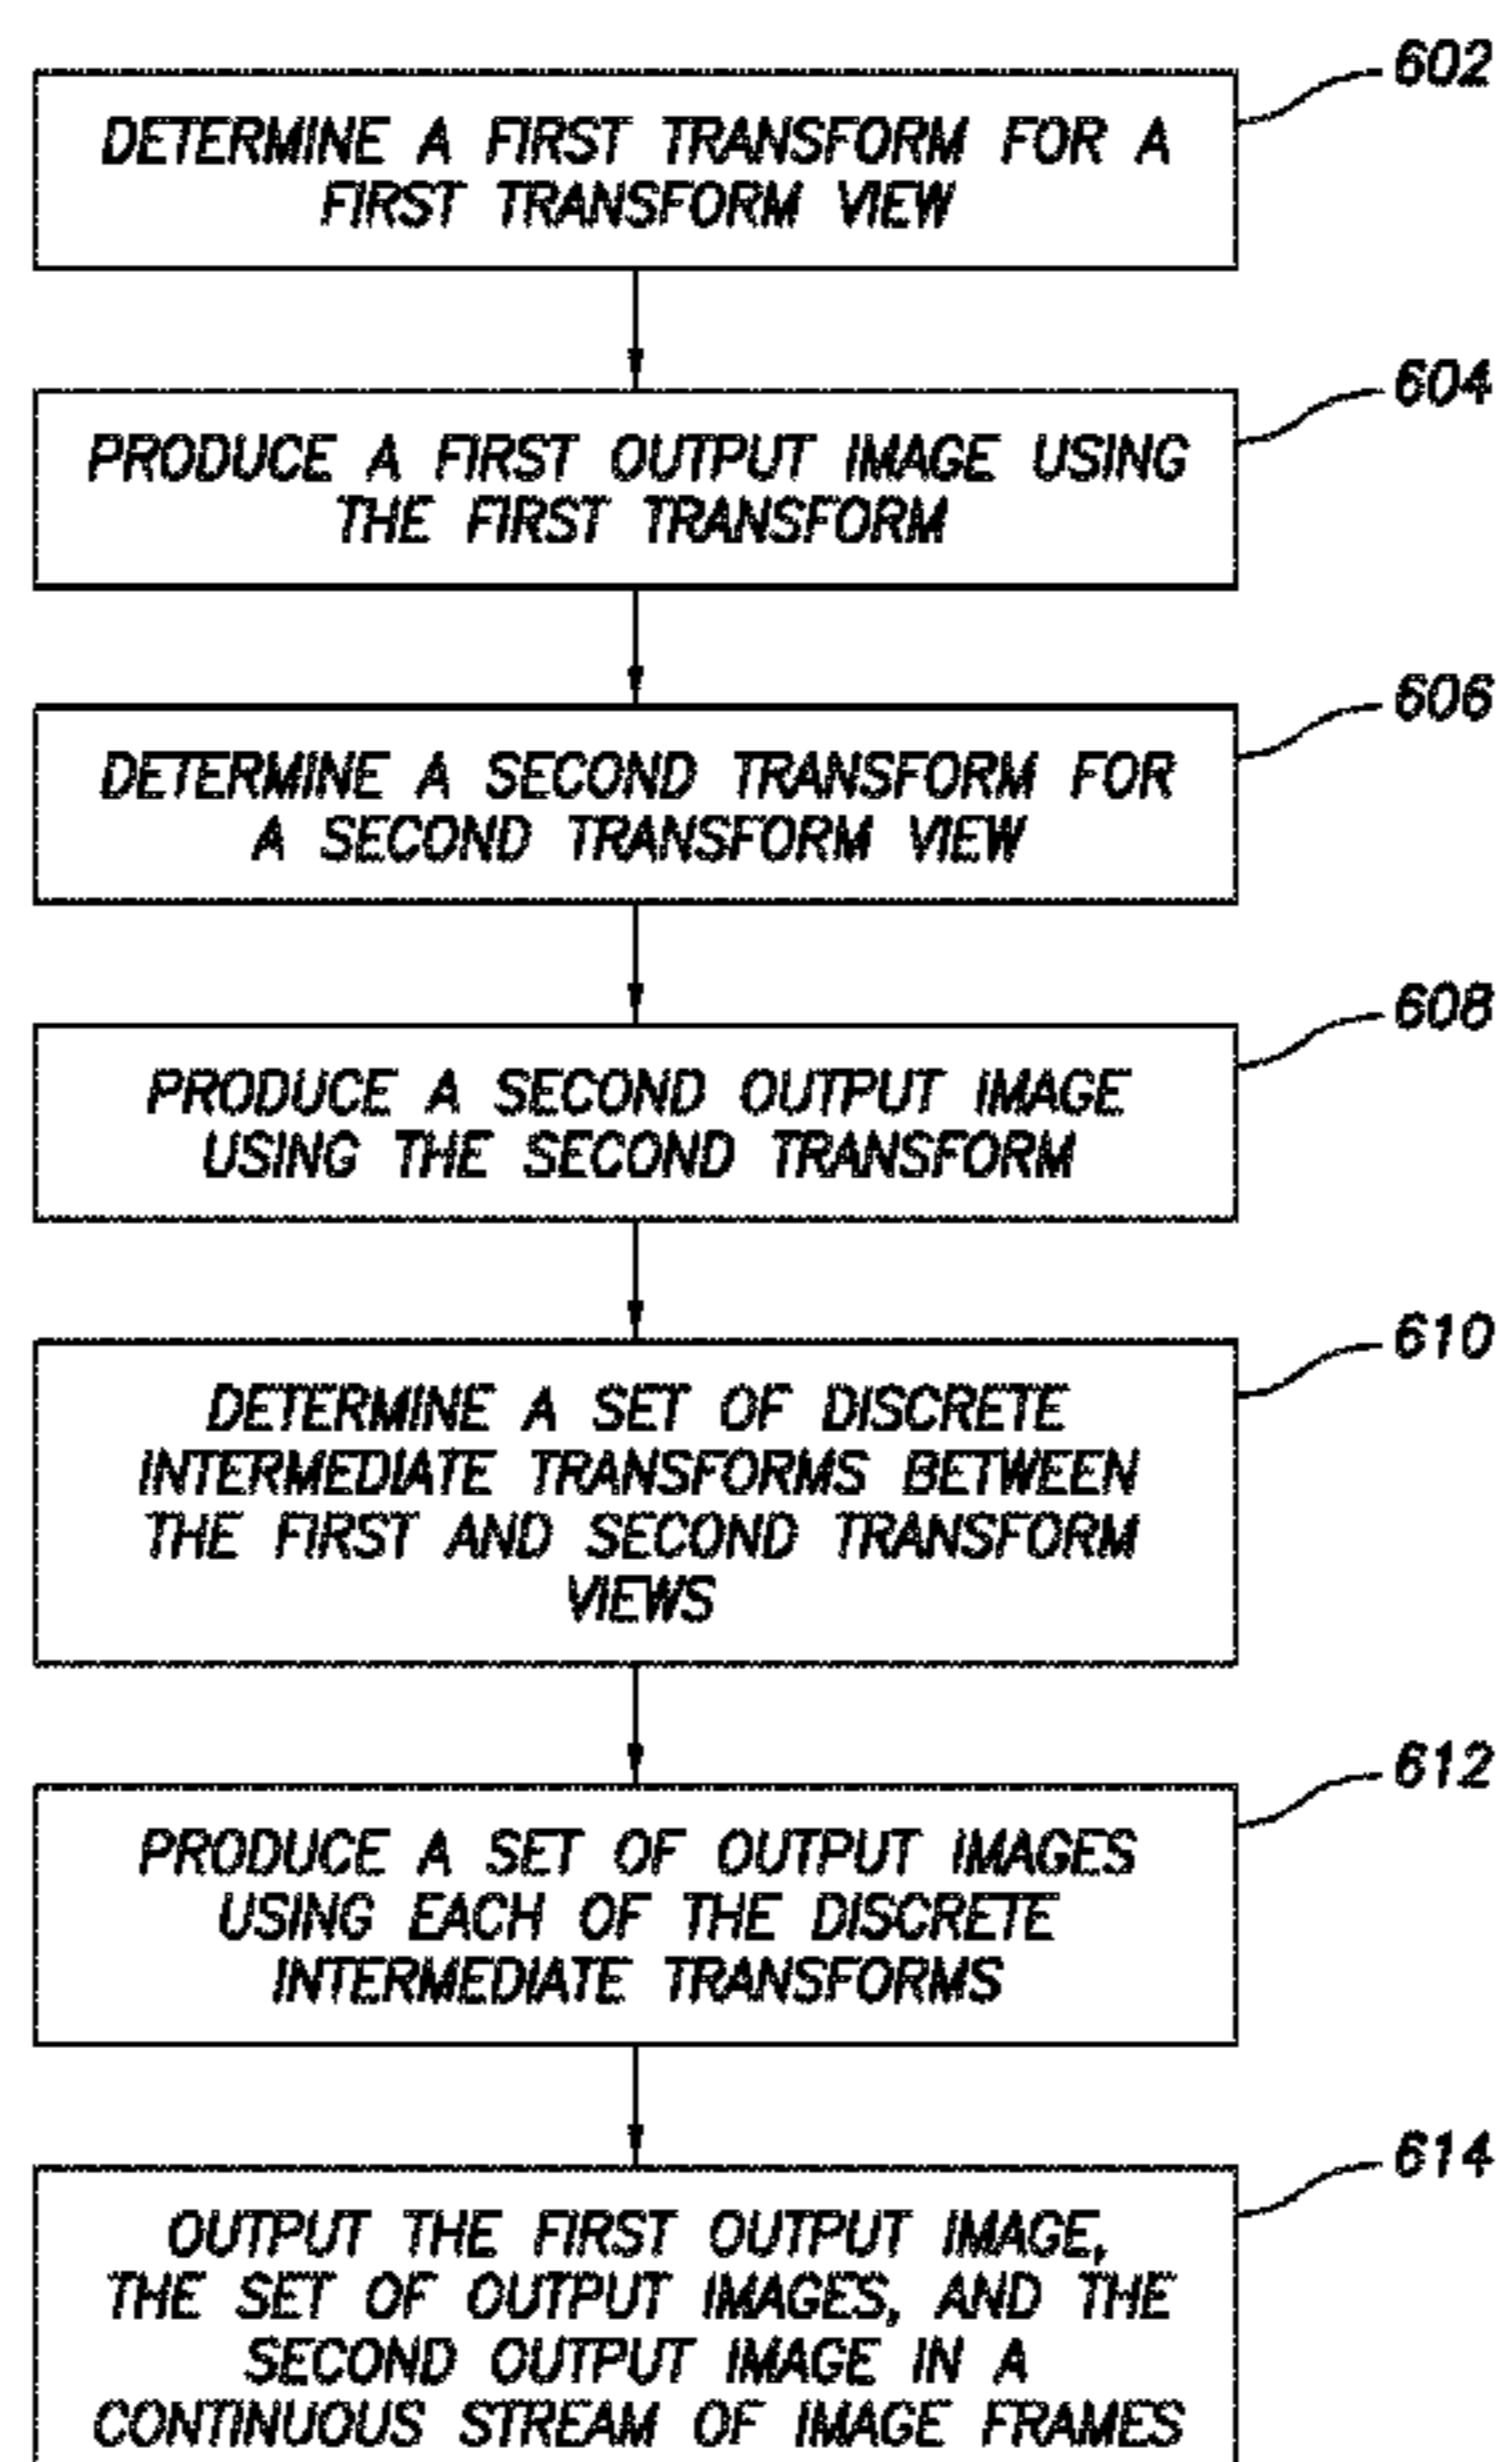 602
DETERMINE A FIRST TRANSFORM FOR A
FIRST TRANSFORM VIEW
604
PRODUCE A FIRST OUTPUT IMAGE USING
THE FIRST TRANSFORM
606
DETERMINE A SECOND TRANSFORM FOR
A SECOND TRANSFORM VIEW
608
PRODUCE A SECOND OUTPUT IMAGE
USING THE SECOND TRANSFORM
610
DETERMINE A SET OF DISCRETE
INTERMEDIATE TRANSFORMS BETWEEN
THE FIRST AND SECOND TRANSFORM
VIEWS
612
PRODUCE A SET OF OUTPUT IMAGES
USING EACH OF THE DISCRETE
INTERMEDIATE TRANSFORMS
614
OUTPUT THE FIRST OUTPUT IMAGE,
THE SET OF OUTPUT IMAGES, AND THE
SECOND OUTPUT IMAGE IN A
CONTINUOUS STREAM OF IMAGE FRAMES